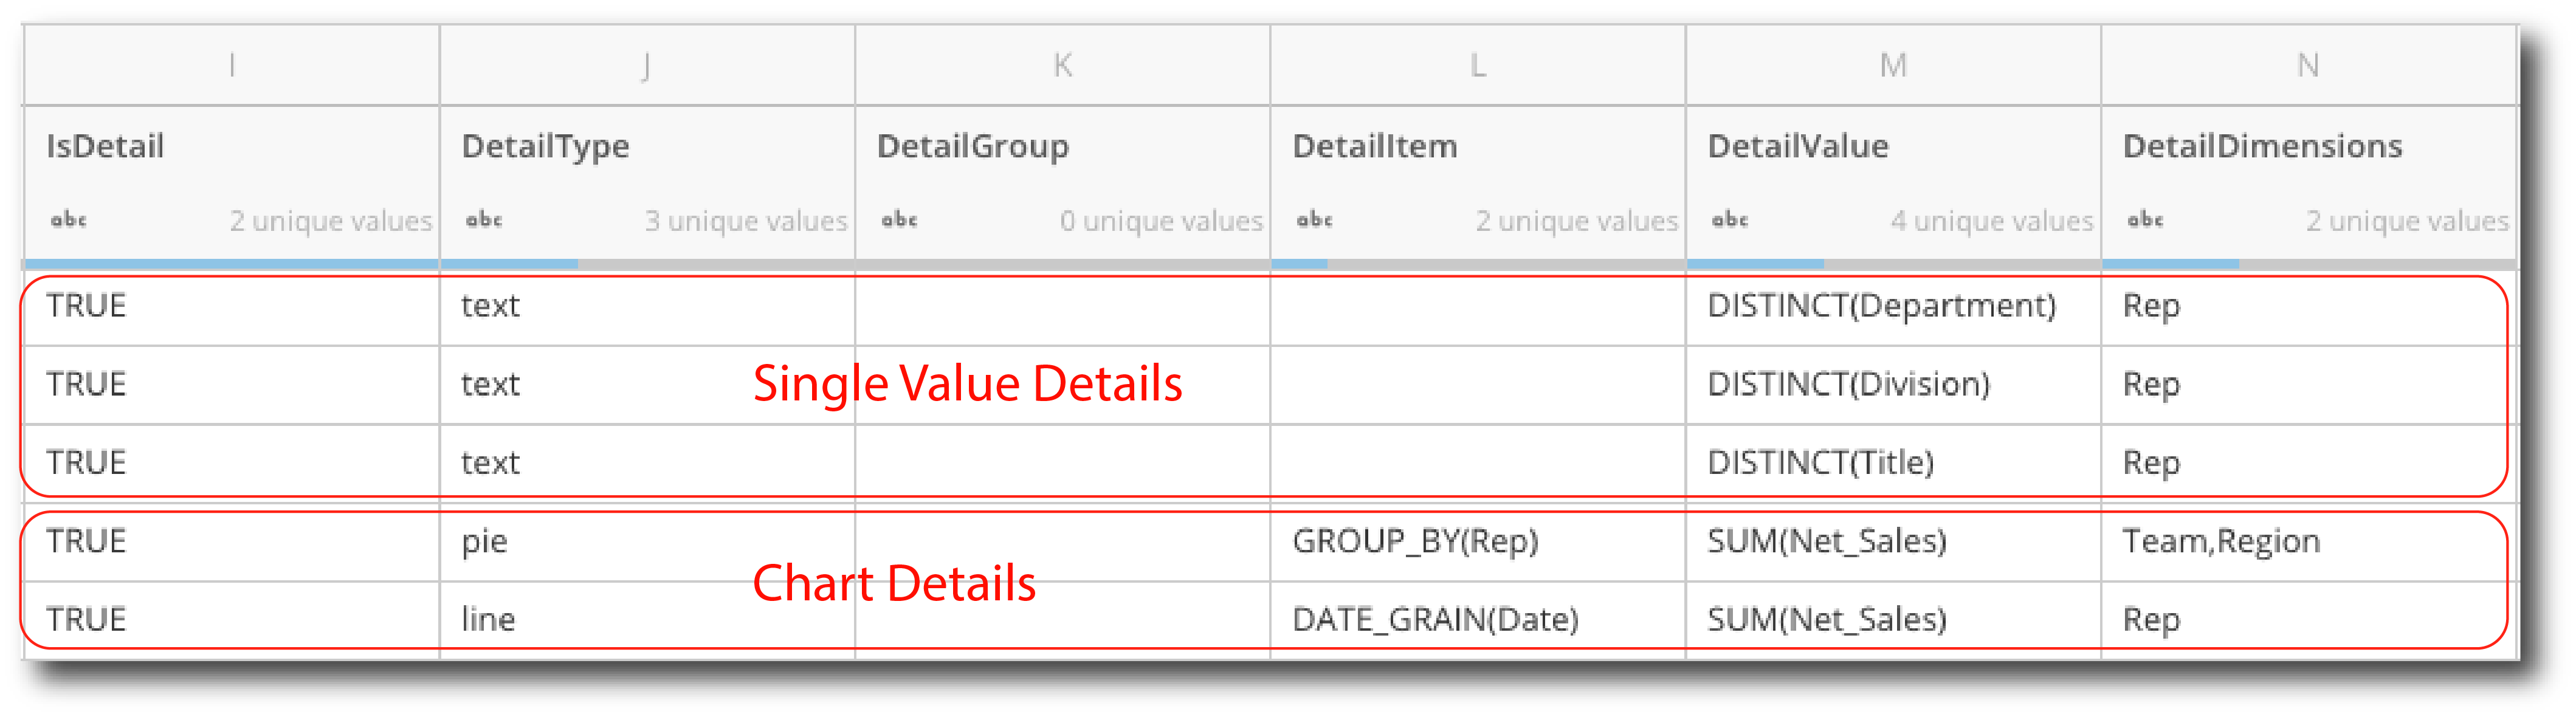 I J K L M N
IsDetail DetailType DetailGroup DetailItem DetailValue DetailDimensions
abc 2 unique values abc 3 unique values abc 0 unique values abc 2 unique values abc 4 unique values abc 2 unique values
TRUE text DISTINCT(Department) Rep
TRUE text Single Value Details DISTINCT(Division) Rep
TRUE text DISTINCT(Title) Rep
TRUE pie GROUP_BY(Rep) SUM(Net_Sales) Team,Region
Chart Details
TRUE line DATE_GRAIN(Date) SUM(Net_Sales) Rep